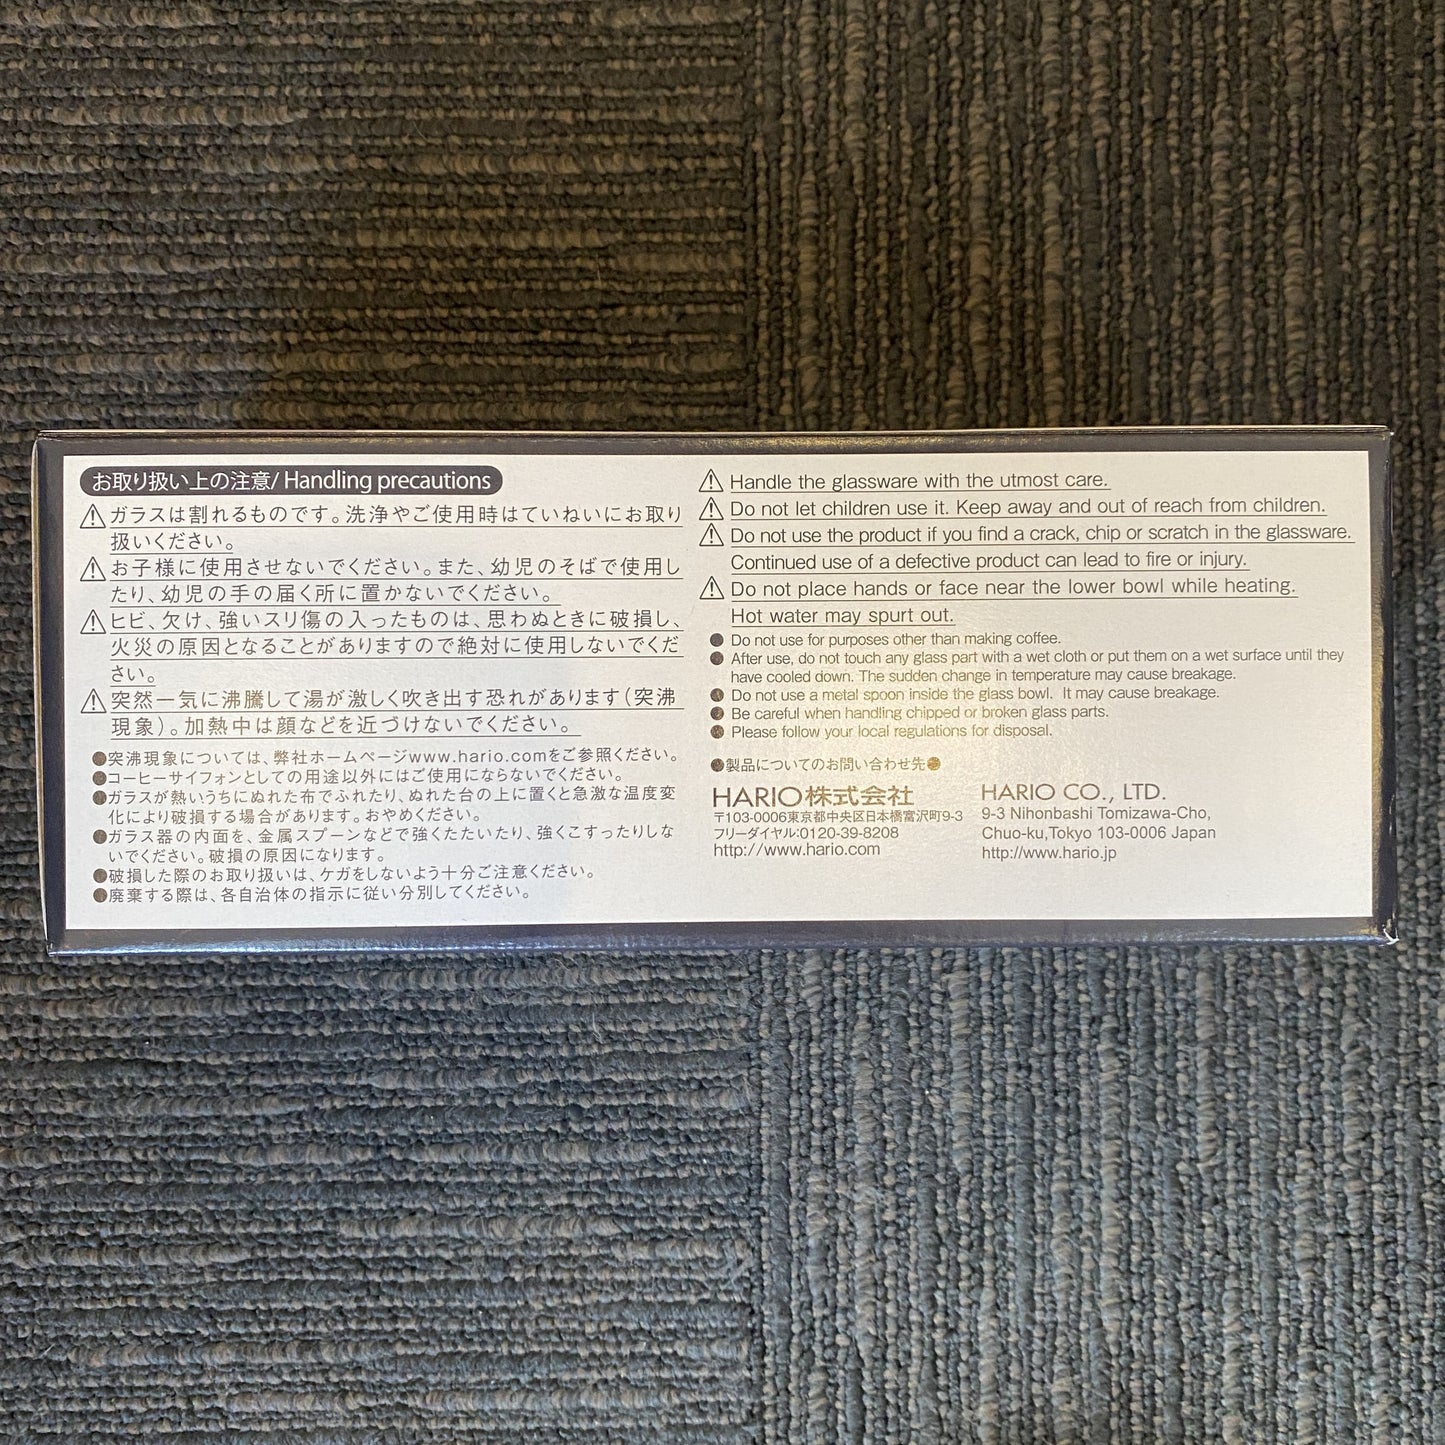 お取り扱い上の注意/ Handling precautions
ガラスは割れるものです。洗浄やご使用時はていねいにお取り
扱いください。
お子様に使用させないでください。また、幼児のそばで使用し
たり、幼児の手の届く所に置かないでください。
ヒビ、欠け、強いスリ傷の入ったものは、思わぬときに破損し、
火災の原因となることがありますので絶対に使用しないでくだ
さい。
突然一気に沸騰して湯が激しく吹き出す恐れがあります（突沸
現象）。加熱中は顔などを近づけないでください。
●突沸現象については、弊社ホームページwww.hario.comをご参照ください。
●コーヒーサイフォンとしての用途以外にはご使用にならないでください。
●ガラスが熱いうちにぬれた布でふれたり、ぬれた台の上に置くと急激な温度変
化により破損する場合があります。おやめください。
●ガラス器の内面を、金属スプーンなどで強くたたいたり、強くこすったりしな
いでください。破損の原因になります。
●破損した際のお取り扱いは、ケガをしないよう十分ご注意ください。
●廃棄する際は、各自治体の指示に従い分別してください。
Handle the glassware with the utmost care.
Do not let children use it. Keep away and out of reach from children.
Do not use the product if you find a crack, chip or scratch in the glassware.
Continued use of a defective product can lead to fire or injury.
Do not place hands or face near the lower bowl while heating.
Hot water may spurt out.
● Do not use for purposes other than making coffee.
● After use, do not touch any glass part with a wet cloth or put them on a wet surface until they
have cooled down. The sudden change in temperature may cause breakage.
● Do not use a metal spoon inside the glass bowl. It may cause breakage.
● Be careful when handling chipped or broken glass parts.
● Please follow your local regulations for disposal.
●製品についてのお問い合わせ先●
HARIO株式会社
〒103-0006東京都中央区日本橋富沢町9-3
フリーダイヤル:0120-39-8208
http://www.hario.com
HARIO CO., LTD.
9-3 Nihonbashi Tomizawa-Cho,
Chuo-ku,Tokyo 103-0006 Japan
http://www.hario.jp